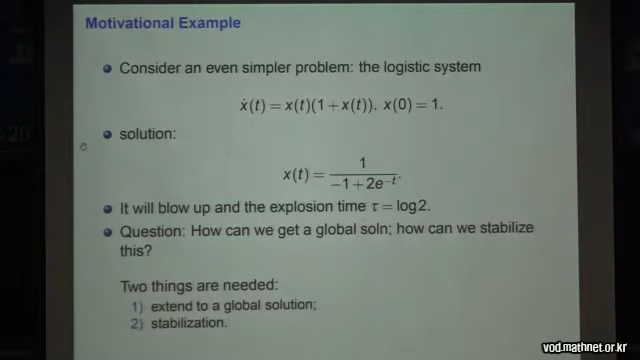 Motivational Example
Consider an even simpler problem: the logistic system
ẋ(t) = x(t)(1 + x(t)), x(0) = 1.
solution:
x(t) = 1 / (−1 + 2e^{−t}).
It will blow up and the explosion time τ = log 2.
Question: How can we get a global soln; how can we stabilize
this?
Two things are needed:
1) extend to a global solution;
2) stabilization.
vod.mathnet.or.kr